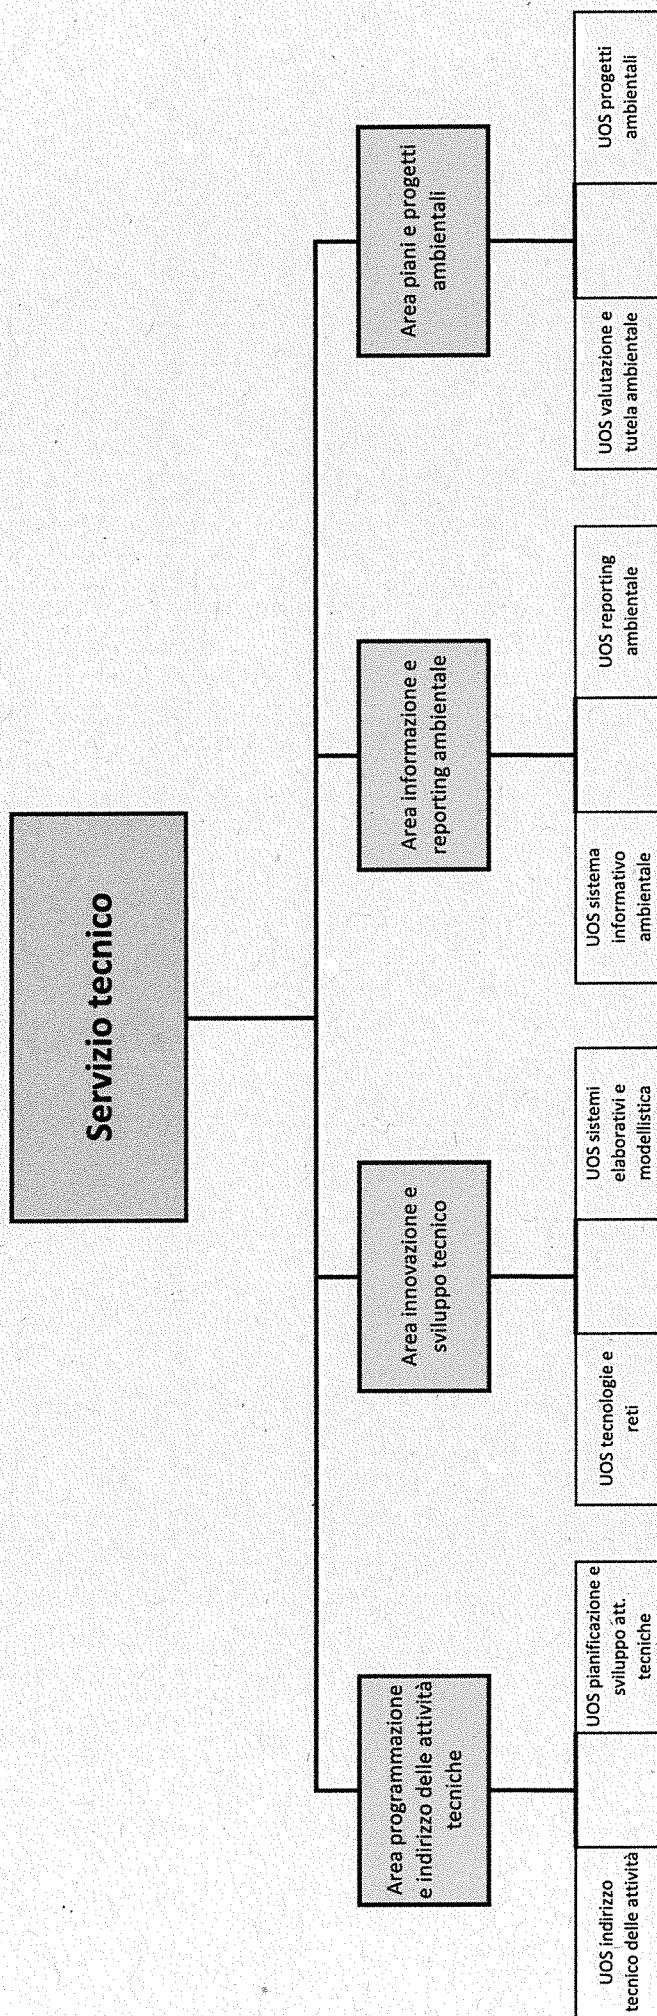 Servizio tecnico
Area programmazione
e indirizzo delle attività
tecniche
Area innovazione e
sviluppo tecnico
Area informazione e
reporting ambientale
Area piani e progetti
ambientali
UOS indirizzo
tecnico delle attività
UOS pianificazione e
sviluppo att.
tecniche
UOS tecnologie e
reti
UOS sistemi
elaborativi e
modellistica
UOS sistema
informativo
ambientale
UOS reporting
ambientale
UOS valutazione e
tutela ambientale
UOS progetti
ambientali